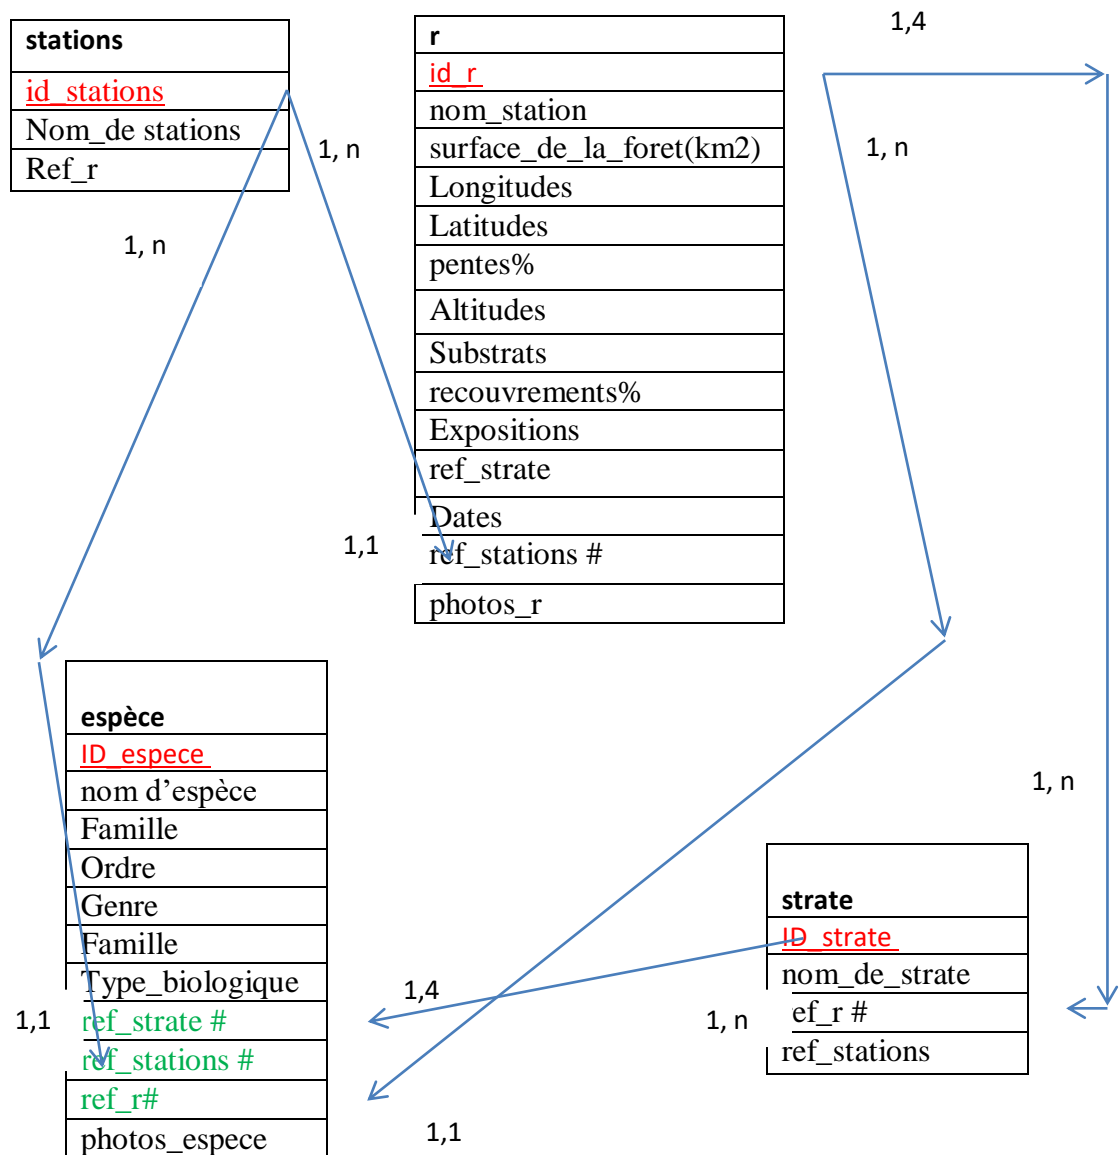 stations
id_stations
Nom_de stations
Ref_r
1, n
1, n
r
id_r
nom_station
surface_de_la_foret(km2)
Longitudes
Latitudes
pentes%
Altitudes
Substrats
recouvrements%
Expositions
ref_strate
Dates
ref_stations #
photos_r
1,1
1,4
1, n
1, n
espèce
ID_espece
nom d’espèce
Famille
Ordre
Genre
Famille
Type_biologique
ref_strate #
ref_stations #
ref_r#
photos_espece
1,1
1,4
1,1
strate
ID_strate
nom_de_strate
ef_r #
ref_stations
1, n